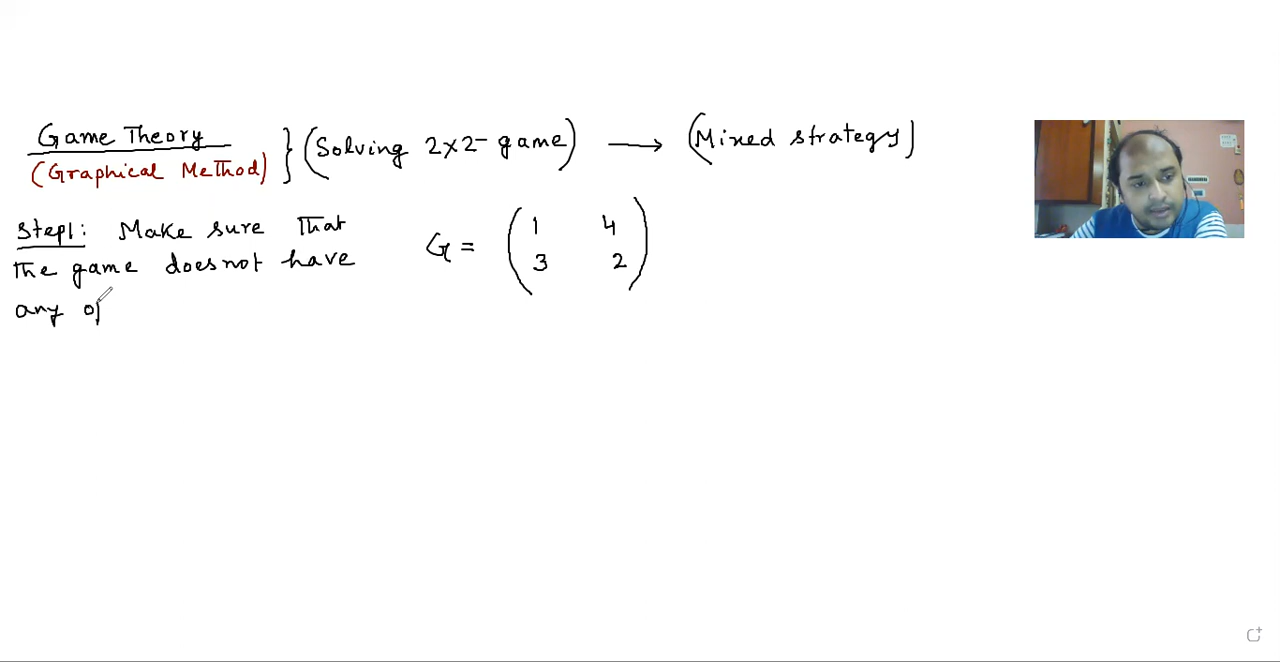 Game Theory } (Solving 2x2-game) → (Mixed strategy)
(Graphical Method)
Step1: Make sure that
the game does not have
any of
G = ( 1 4
3 2 )